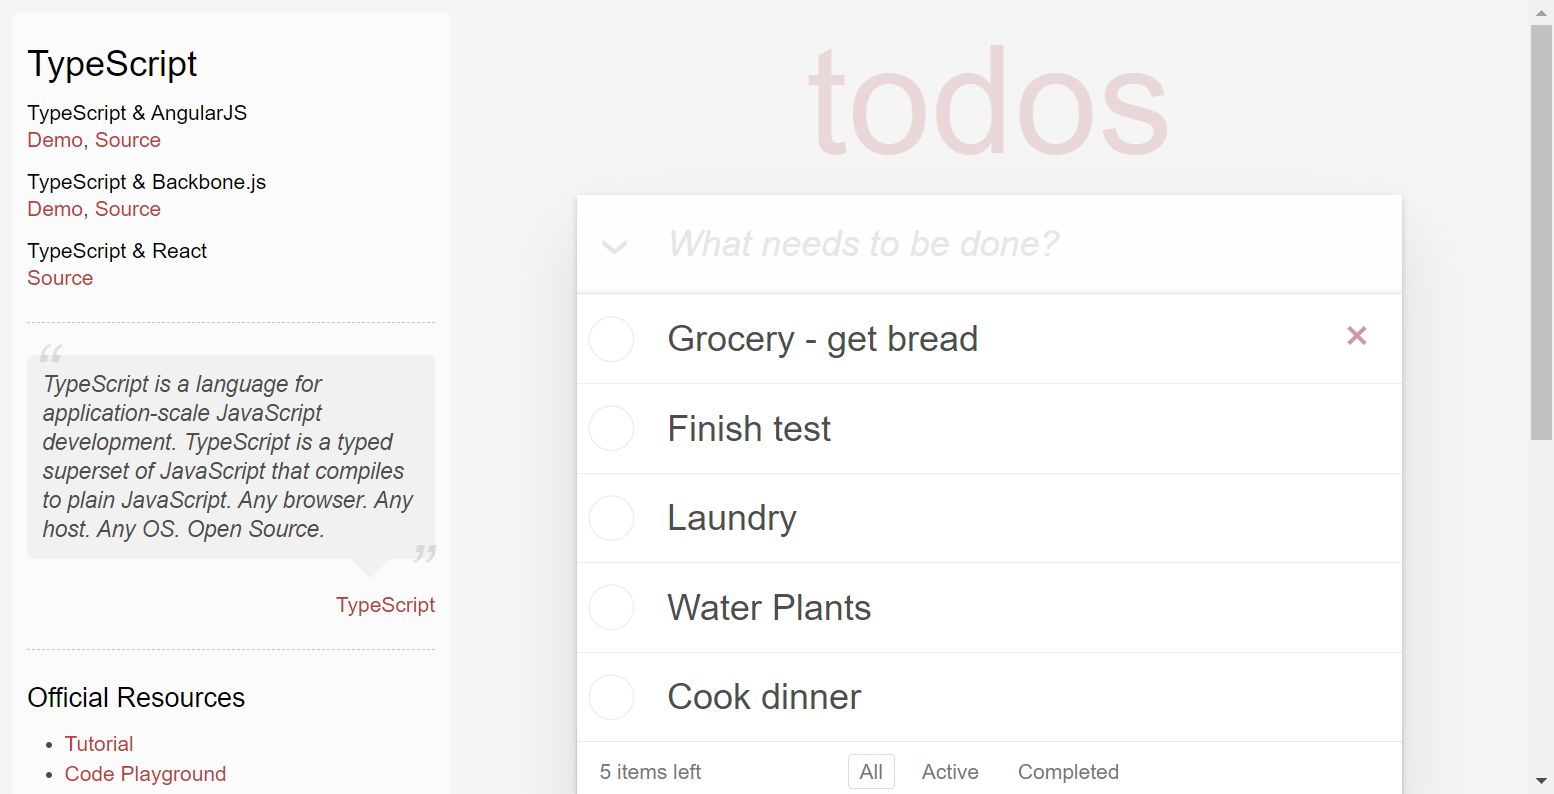 TypeScript
TypeScript & AngularJS
Demo, Source
TypeScript & Backbone.js
Demo, Source
TypeScript & React
Source
“
TypeScript is a language for
application-scale JavaScript
development. TypeScript is a typed
superset of JavaScript that compiles
to plain JavaScript. Any browser. Any
host. Any OS. Open Source.
”
TypeScript
Official Resources
• Tutorial
• Code Playground
todos
What needs to be done?
Grocery - get bread
Finish test
Laundry
Water Plants
Cook dinner
5 items left All Active Completed